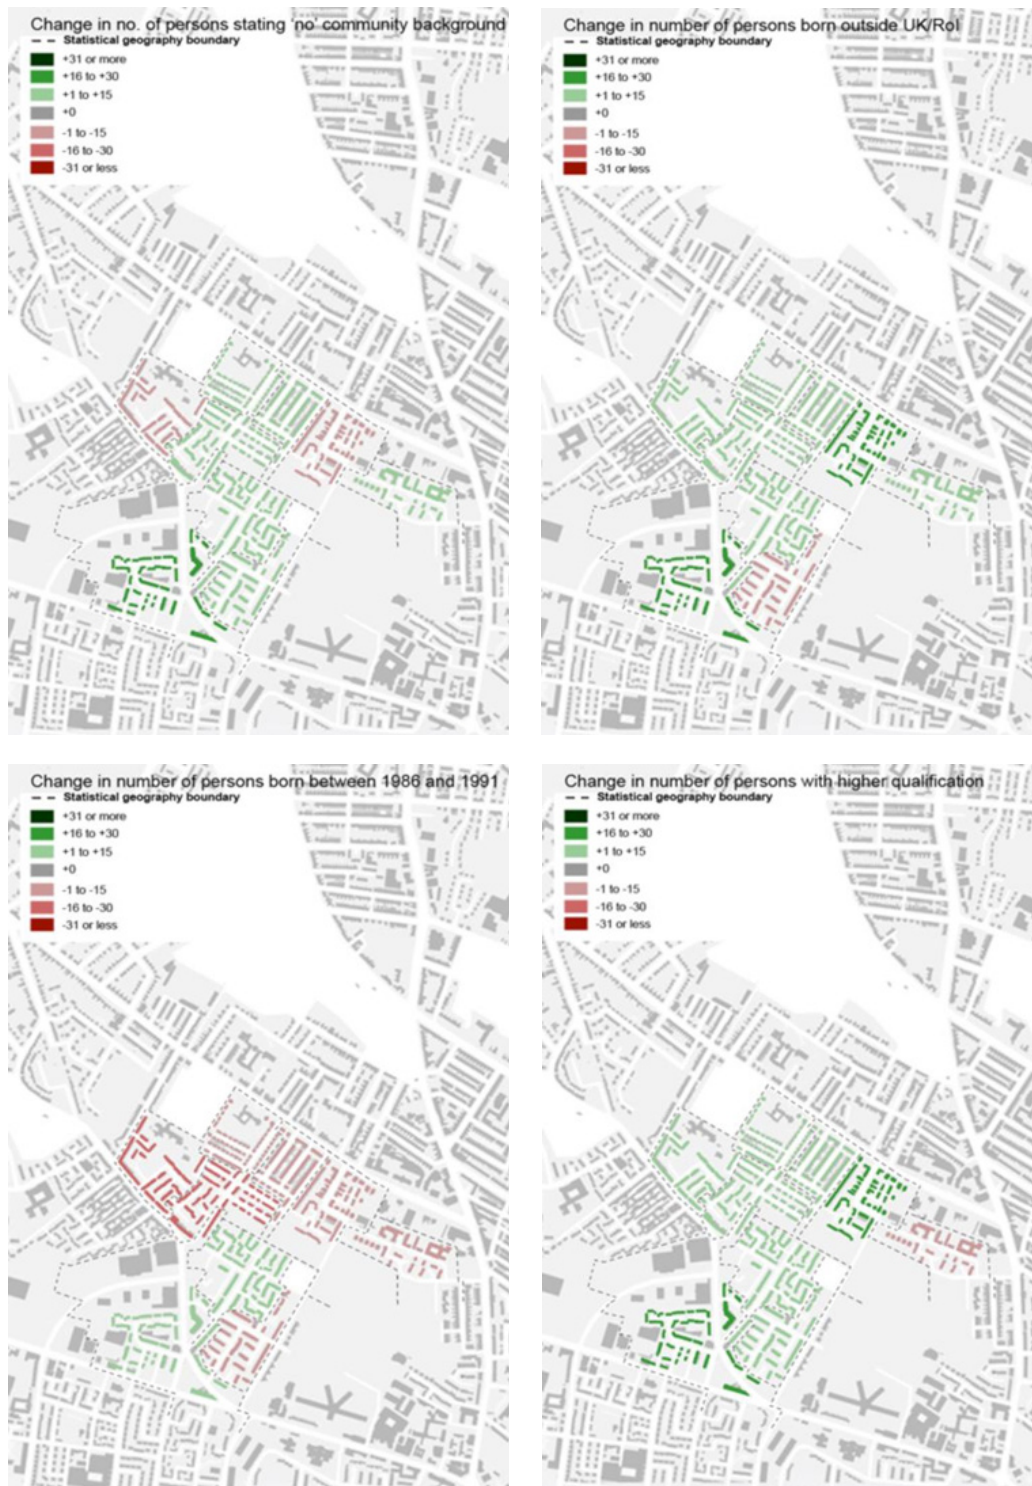 Change in no. of persons stating 'no' community background
Statistical geography boundary
+31 or more
+16 to +30
+1 to +15
+0
-1 to -15
-16 to -30
-31 or less
Change in number of persons born outside UK/RoI
Statistical geography boundary
+31 or more
+16 to +30
+1 to +15
+0
-1 to -15
-16 to -30
-31 or less
Change in number of persons born between 1986 and 1991
Statistical geography boundary
+31 or more
+16 to +30
+1 to +15
+0
-1 to -15
-16 to -30
-31 or less
Change in number of persons with higher qualification
Statistical geography boundary
+31 or more
+16 to +30
+1 to +15
+0
-1 to -15
-16 to -30
-31 or less